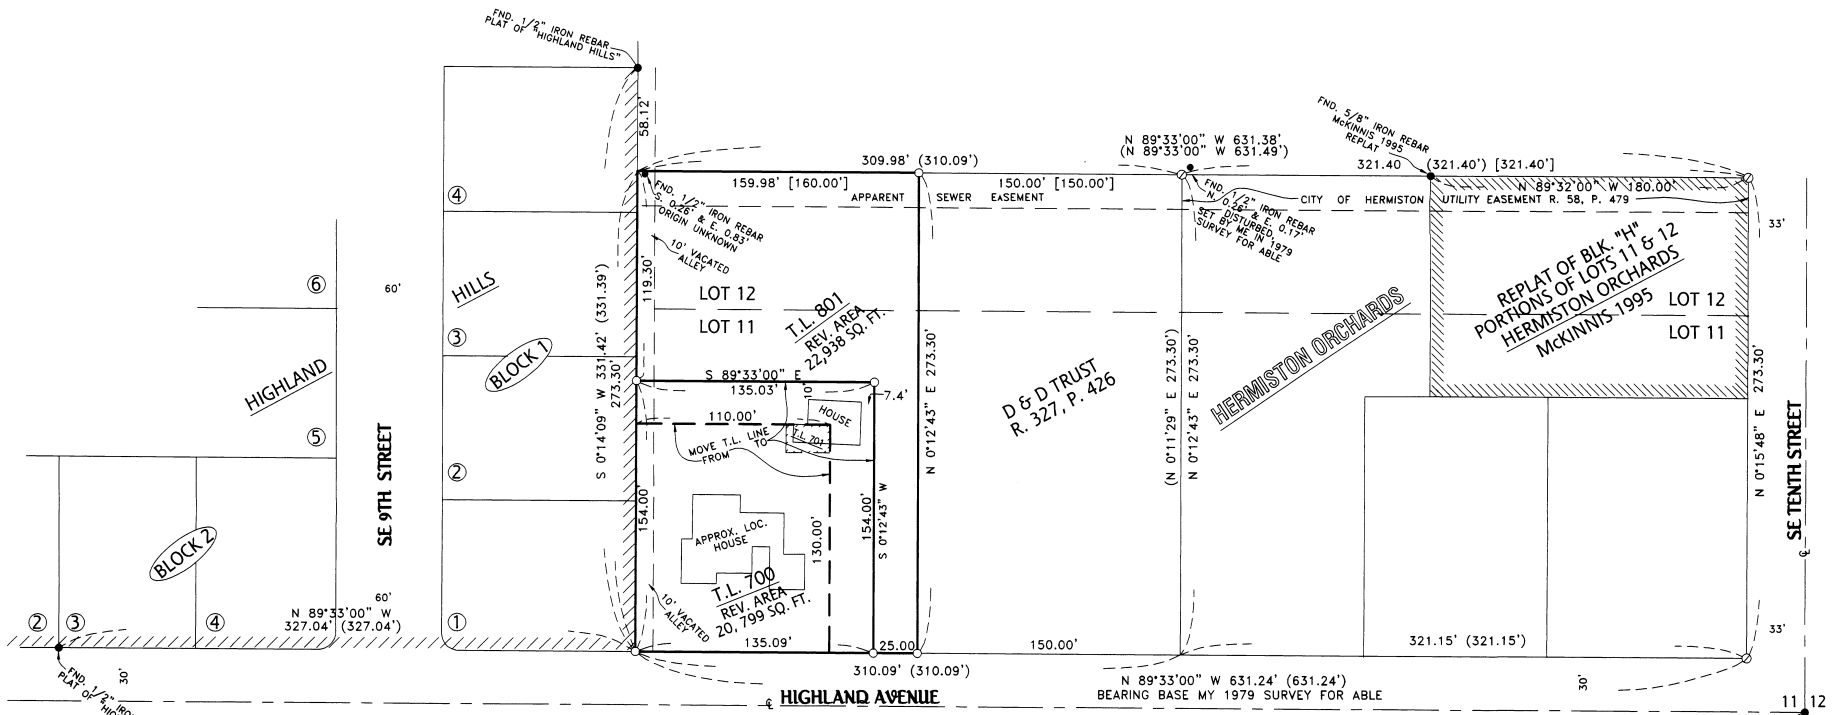 FND. 1/2" IRON REBAR
PLAT OF "HIGHLAND HILLS"
58.12'
FND. 5/8" IRON REBAR
McKINNIS 1995
REPLAT
N 89°33'00" W 631.38'
(N 89°33'00" W 631.49')
309.98' (310.09')
321.40 (321.40') [321.40']
159.98' [160.00']
150.00' [150.00']
N 89°32'00" W 180.00'
APPARENT SEWER EASEMENT
CITY OF HERMISTON UTILITY EASEMENT R. 58, P. 479
FND. 1/2" IRON REBAR
S. 0.26' & E. 0.83'
ORIGIN UNKNOWN
FND. 1/2" IRON REBAR
N. 0.26' & E. 0.17'
DISTURBED,
SET BY ME IN 1979
SURVEY FOR ABLE
10' VACATED
ALLEY
33'
REPLAT OF BLK. "H"
PORTIONS OF LOTS 11 & 12
HERMISTON ORCHARDS
McKINNIS 1995
LOT 12
LOT 11
④
⑥
60'
HILLS
119.30'
LOT 12
LOT 11
T.L. 801
REV. AREA
22,938 SQ. FT.
③
BLOCK 1
HIGHLAND
S 0°14'09" W 331.42' (331.39')
273.30'
S 89°33'00" E
135.03'
10'
7.4'
110.00'
HOUSE
T.L. 701
MOVE T.L. LINE
FROM TO
N 0°12'43" E 273.30'
D & D TRUST
R. 327, P. 426
(N 0°11'29" E 273.30')
N 0°12'43" E 273.30'
HERMISTON ORCHARDS
N 0°15'48" E 273.30'
SE TENTH STREET
℄
⑤
②
SE 9TH STREET
154.00'
APPROX. LOC.
HOUSE
130.00'
154.00'
S 0°12'43" W
T.L. 700
REV. AREA
20,799 SQ. FT.
10' VACATED
ALLEY
BLOCK 2
60'
N 89°33'00" W
327.04' (327.04')
② ③ ④ ①
135.09'
25.00'
150.00'
321.15' (321.15')
33'
310.09' (310.09')
N 89°33'00" W 631.24' (631.24')
BEARING BASE MY 1979 SURVEY FOR ABLE
30'
30'
FND. 1/2" IRON
PLAT OF
℄ HIGHLAND AVENUE
11 12